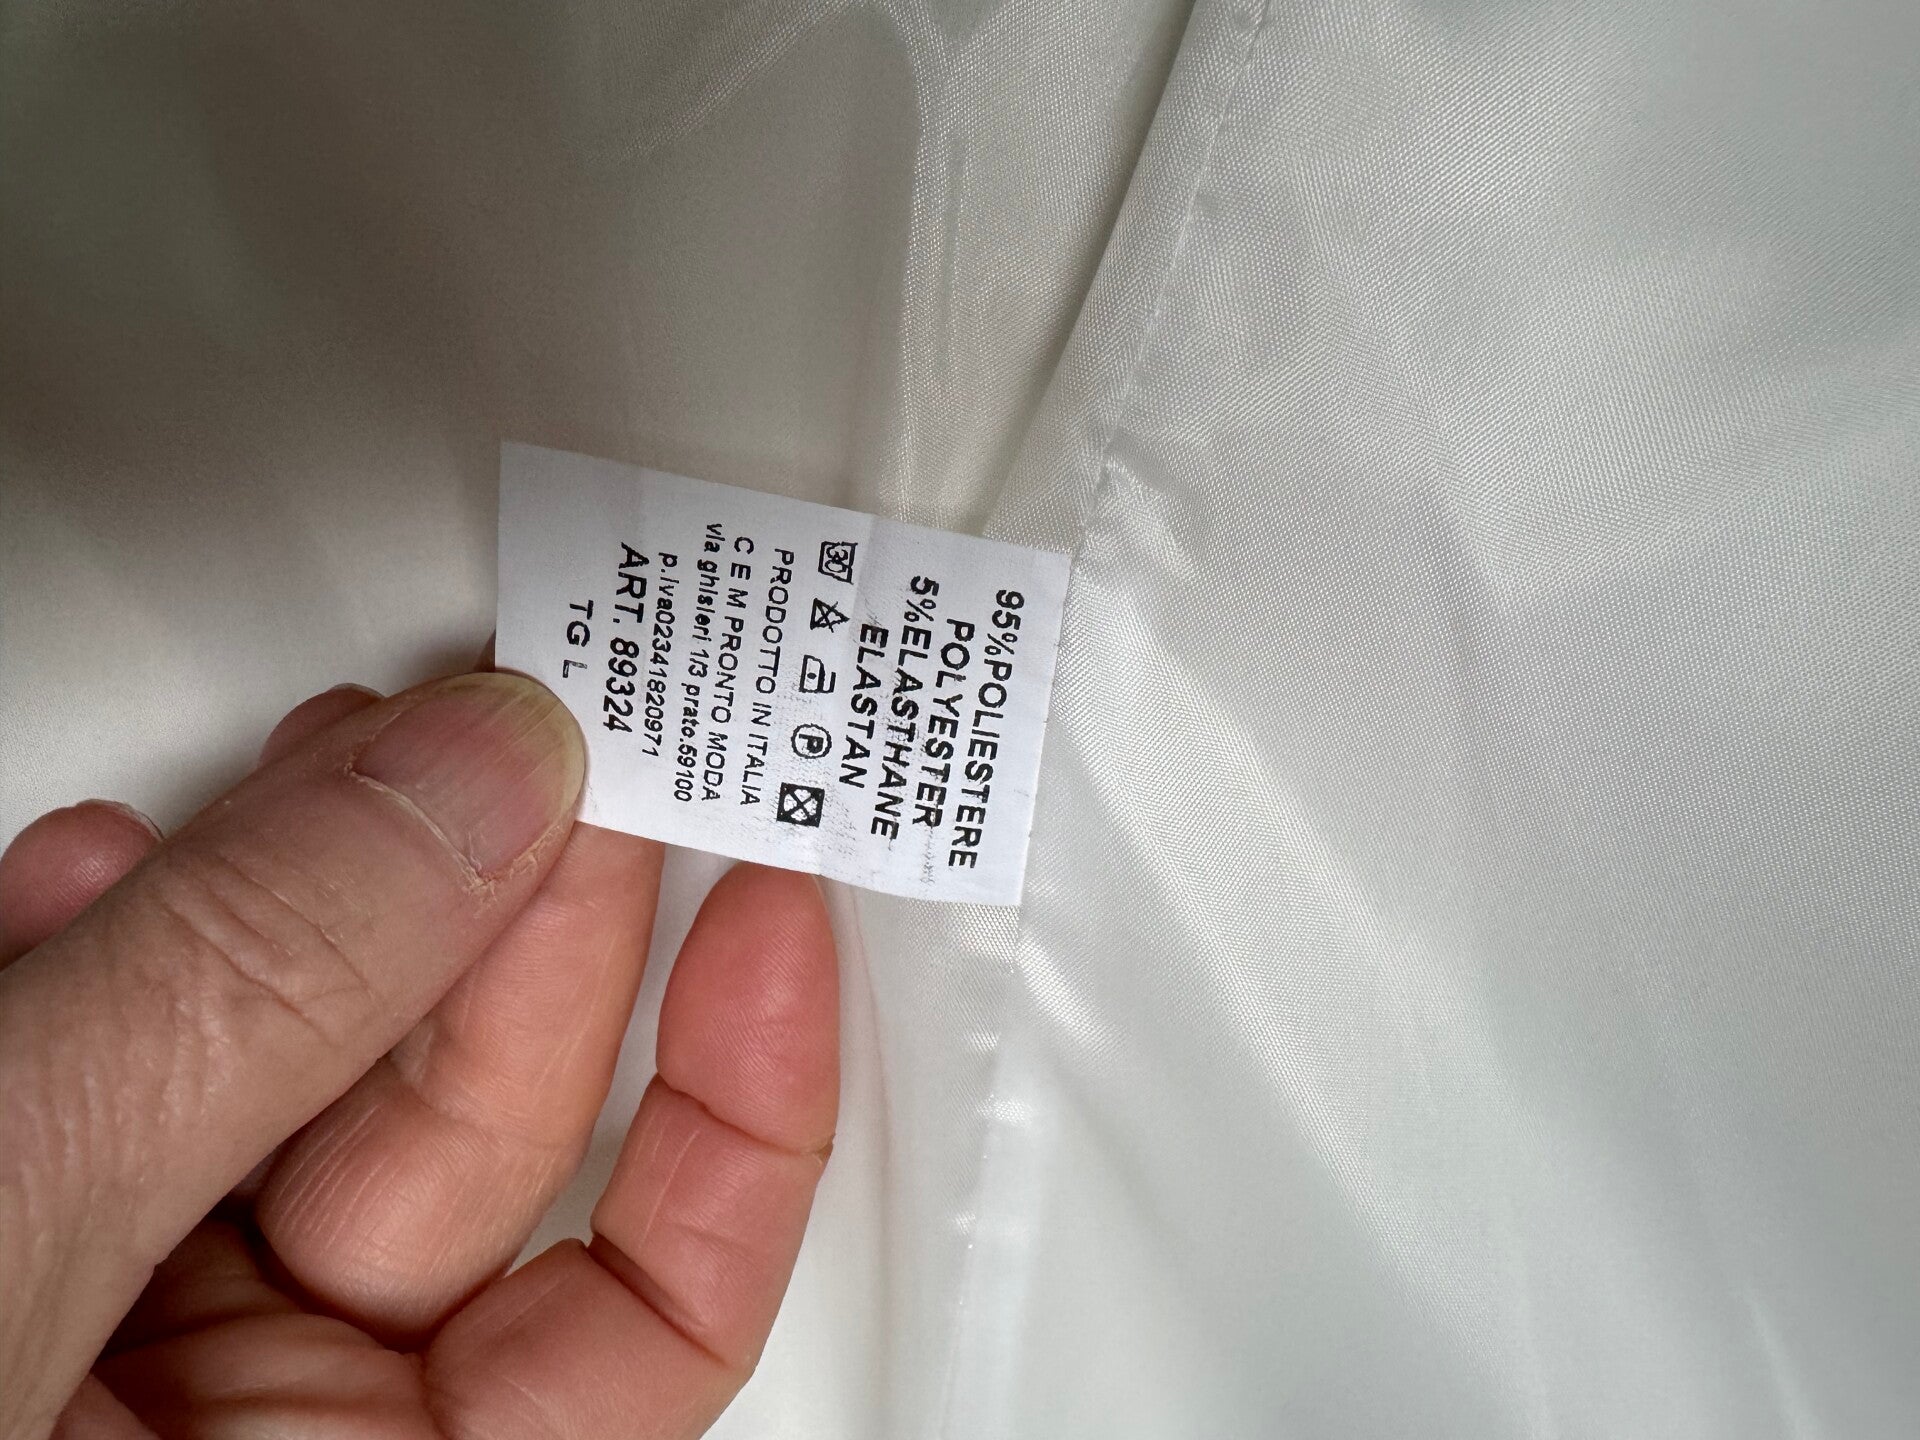 95%POLIESTERE
POLYESTER
5%ELASTHANE
ELASTAN
30 P
PRODOTTO IN ITALIA
C E M PRONTO MODA
via ghisleri 1/3 prato.59100
p.iva02341820971
ART. 89324
TG L